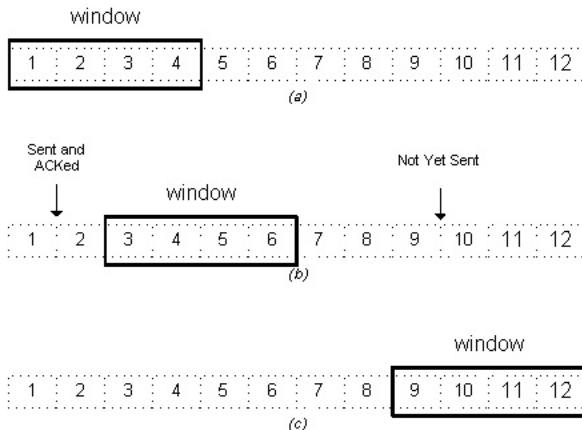 window
1 2 3 4 5 6 7 8 9 10 11 12
(a)
Sent and
ACKed
Not Yet Sent
window
1 2 3 4 5 6 7 8 9 10 11 12
(b)
window
1 2 3 4 5 6 7 8 9 10 11 12
(c)